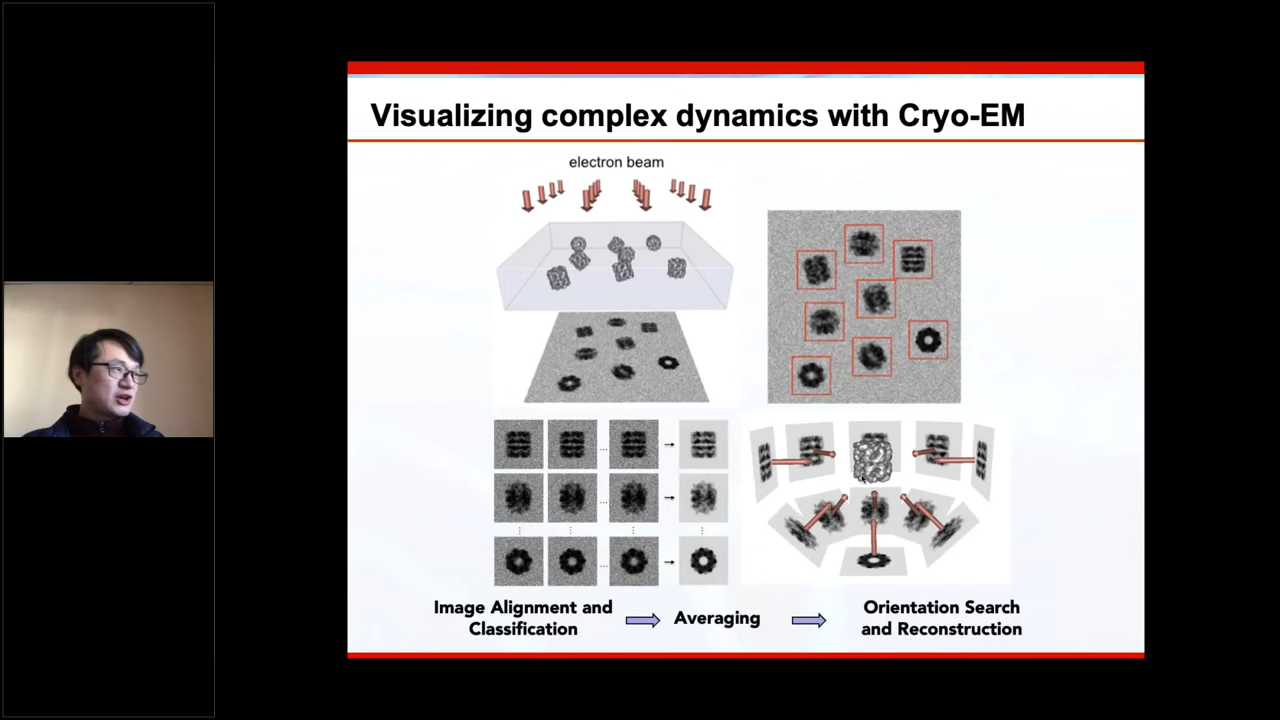 Visualizing complex dynamics with Cryo-EM
electron beam
Image Alignment and
Classification
Averaging
Orientation Search
and Reconstruction